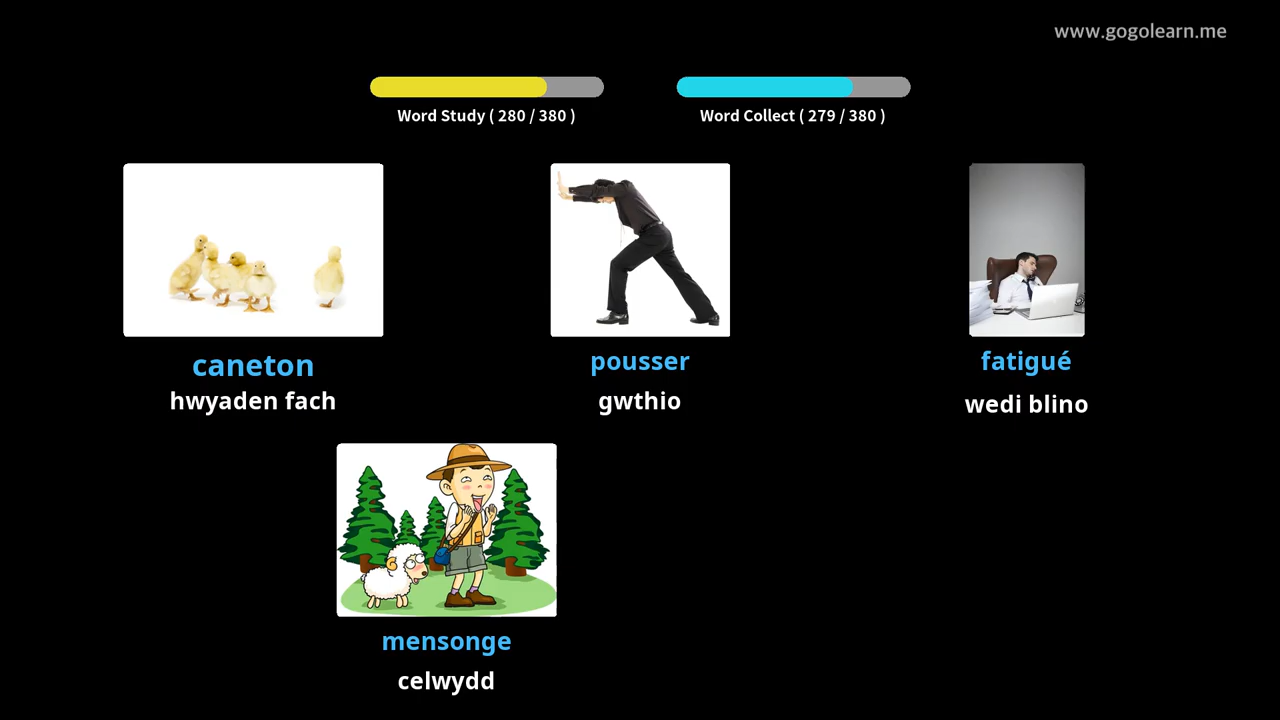 www.gogolearn.me
Word Study ( 280 / 380 )
Word Collect ( 279 / 380 )
caneton
hwyaden fach
pousser
gwthio
fatigué
wedi blino
mensonge
celwydd